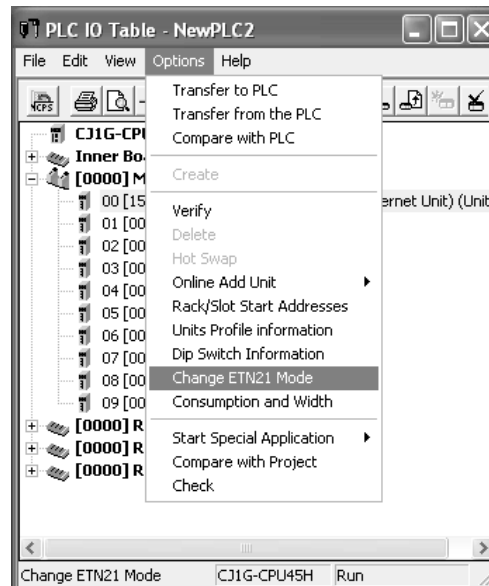 PLC IO Table - NewPLC2
File Edit View Options Help
Transfer to PLC
Transfer from the PLC
Compare with PLC
Create
Verify
Delete
Hot Swap
Online Add Unit
Rack/Slot Start Addresses
Units Profile information
Dip Switch Information
Change ETN21 Mode
Consumption and Width
Start Special Application
Compare with Project
Check
CJ1G-CPU
Inner Bo
[0000] M
00 [15 ernet Unit) (Unit
01 [00
02 [00
03 [00
04 [00
05 [00
06 [00
07 [00
08 [00
09 [00
[0000] R
[0000] R
[0000] R
Change ETN21 Mode CJ1G-CPU45H Run